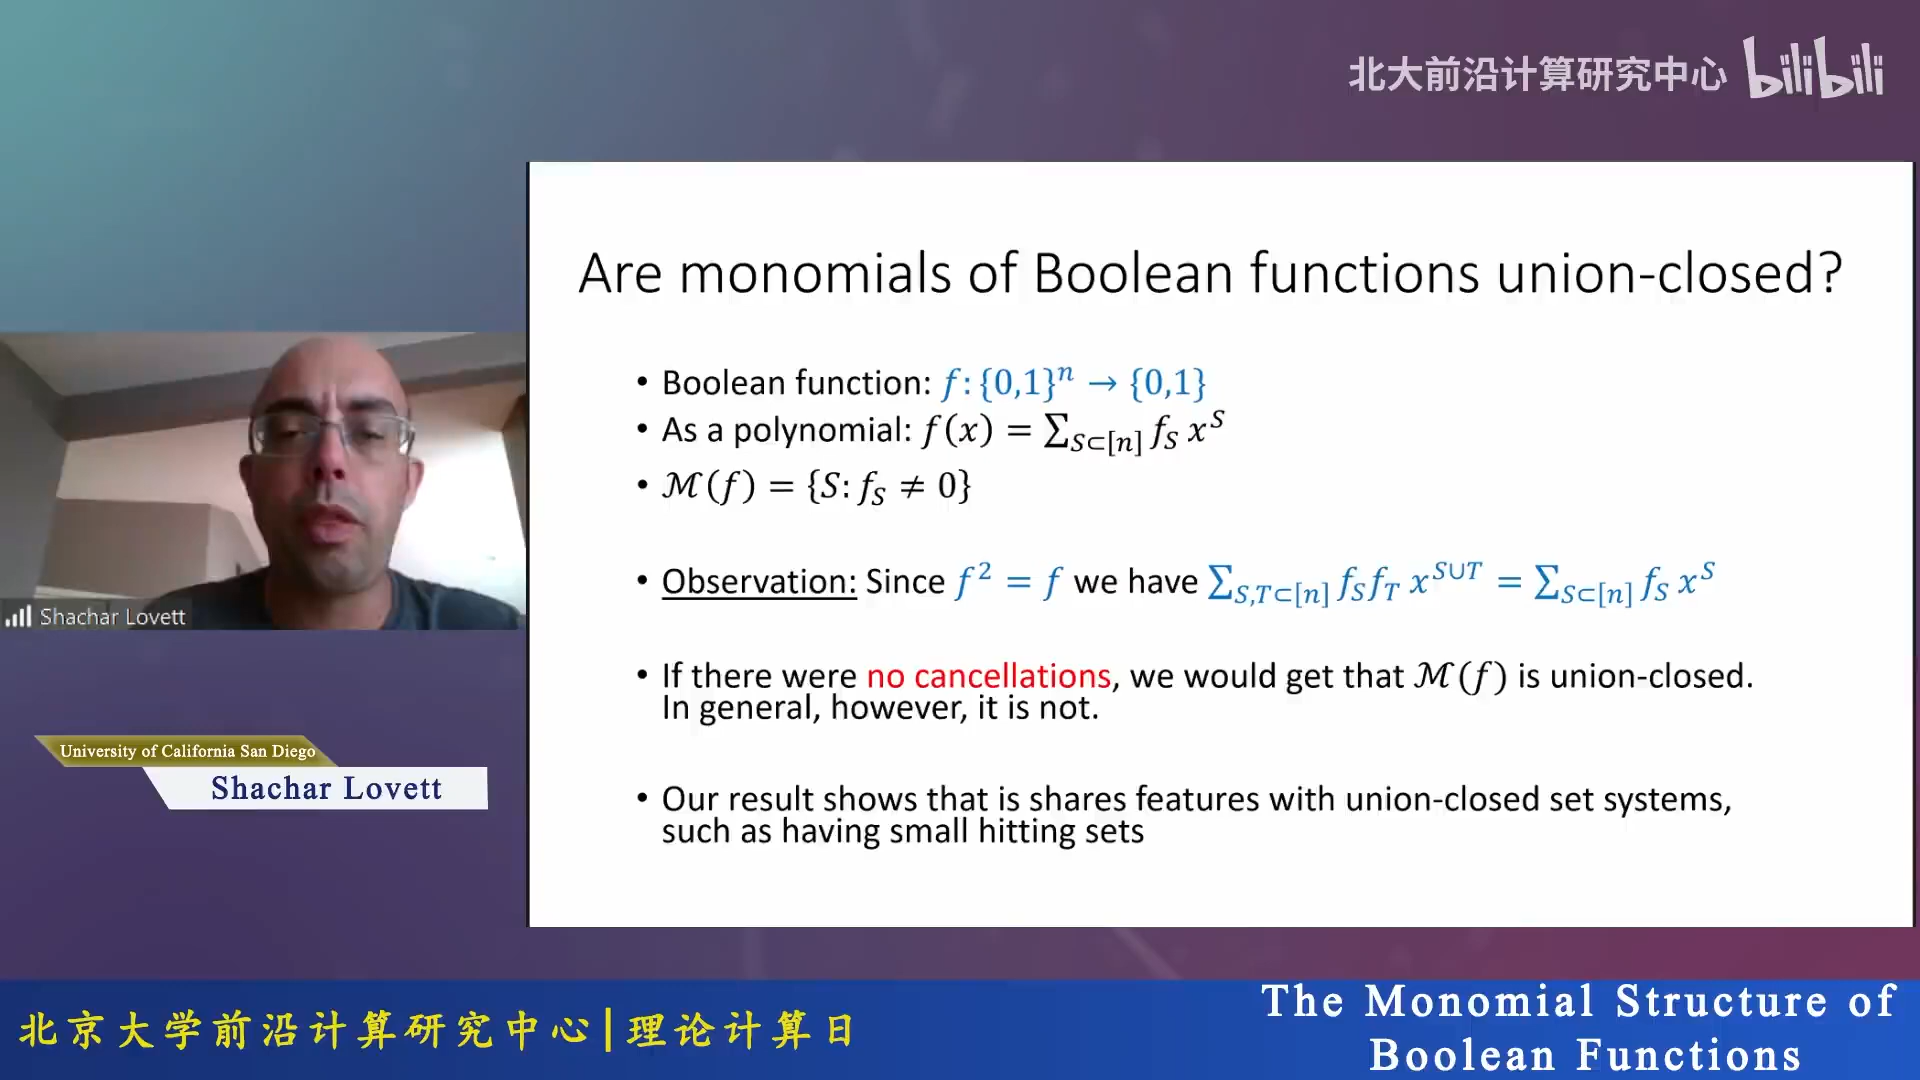 北大前沿计算研究中心 bilibili
Are monomials of Boolean functions union-closed?
• Boolean function: f:{0,1}ⁿ → {0,1}
• As a polynomial: f(x) = ∑_{S⊂[n]} f_S x^S
• ℳ(f) = {S: f_S ≠ 0}
• Observation: Since f² = f we have ∑_{S,T⊂[n]} f_S f_T x^{S∪T} = ∑_{S⊂[n]} f_S x^S
• If there were no cancellations, we would get that ℳ(f) is union-closed.
In general, however, it is not.
• Our result shows that is shares features with union-closed set systems,
such as having small hitting sets
Shachar Lovett
University of California San Diego
Shachar Lovett
北京大学前沿计算研究中心|理论计算日
The Monomial Structure of
Boolean Functions